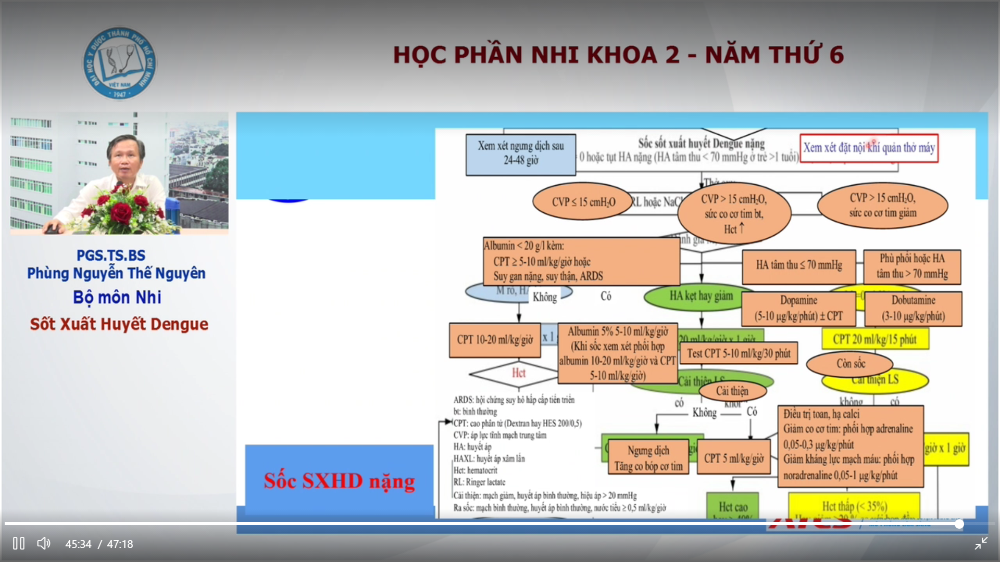 HỌC PHẦN NHI KHOA 2 - NĂM THỨ 6
ĐẠI HỌC Y DƯỢC THÀNH PHỐ HỒ CHÍ MINH
VIỆT NAM
1947
PGS.TS.BS
Phùng Nguyễn Thế Nguyên
Bộ môn Nhi
Sốt Xuất Huyết Dengue
Xem xét ngưng dịch sau
24-48 giờ
Sốc sốt xuất huyết Dengue nặng
= 0 hoặc tụt HA nặng (HA tâm thu < 70 mmHg ở trẻ >1 tuổi)
Xem xét đặt nội khí quản thở máy
Thở
CVP ≤ 15 cmH₂O
RL hoặc NaCl
CVP > 15 cmH₂O,
sức co cơ tim bt,
Hct ↑
CVP > 15 cmH₂O,
sức co cơ tim giảm
Albumin < 20 g/l kèm:
CPT ≥ 5-10 ml/kg/giờ hoặc
Suy gan nặng, suy thận, ARDS
HA tâm thu ≤ 70 mmHg
Phù phổi hoặc HA
tâm thu > 70 mmHg
M rõ, HA
Không
Có
HA kẹt hay giảm
Dopamine
(5-10 µg/kg/phút) ± CPT
Dobutamine
(3-10 µg/kg/phút)
CPT 10-20 ml/kg/giờ
x 1
Albumin 5% 5-10 ml/kg/giờ
(Khi sốc xem xét phối hợp
albumin 10-20 ml/kg/giờ và CPT
5-10 ml/kg/giờ)
20 ml/kg/giờ x 1 giờ
Test CPT 5-10 ml/kg/30 phút
CPT 20 ml/kg/15 phút
Còn sốc
Hct
Cải thiện LS
Cải thiện
Cải thiện LS
có
không
có
Không
Có
ARDS: hội chứng suy hô hấp cấp tiến triển
bt: bình thường
CPT: cao phân tử (Dextran hay HES 200/0,5)
CVP: áp lực tĩnh mạch trung tâm
HA: huyết áp
HAXL: huyết áp xâm lấn
Hct: hematocrit
RL: Ringer lactate
Cải thiện: mạch giảm, huyết áp bình thường, hiệu áp > 20 mmHg
Ra sốc: mạch bình thường, huyết áp bình thường, nước tiểu ≥ 0,5 ml/kg/giờ
Ngưng dịch
Tăng co bóp cơ tim
CPT 5 ml/kg/giờ
Điều trị toan, hạ calci
Giảm co cơ tim: phối hợp adrenaline
0,05-0,3 µg/kg/phút
Giảm kháng lực mạch máu: phối hợp
noradrenaline 0,05-1 µg/kg/phút
giờ x 1 giờ
Hct cao
Hct thấp (< 35%)
Sốc SXHD nặng
45:34 / 47:18